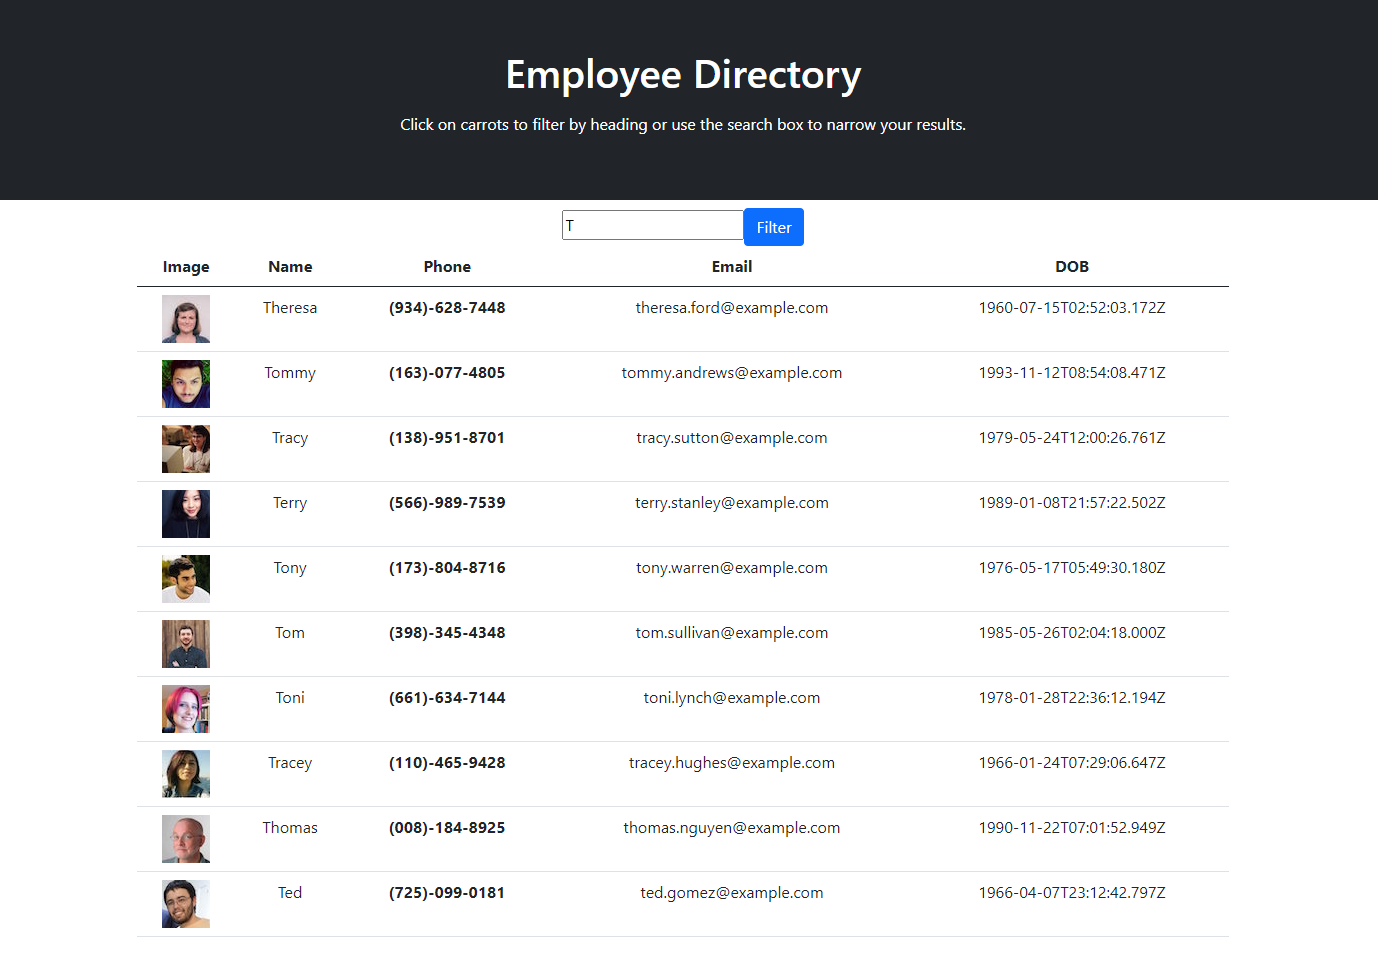 Employee Directory
Click on carrots to filter by heading or use the search box to narrow your results.
T Filter
Image Name Phone Email DOB
Theresa (934)-628-7448 theresa.ford@example.com 1960-07-15T02:52:03.172Z
Tommy (163)-077-4805 tommy.andrews@example.com 1993-11-12T08:54:08.471Z
Tracy (138)-951-8701 tracy.sutton@example.com 1979-05-24T12:00:26.761Z
Terry (566)-989-7539 terry.stanley@example.com 1989-01-08T21:57:22.502Z
Tony (173)-804-8716 tony.warren@example.com 1976-05-17T05:49:30.180Z
Tom (398)-345-4348 tom.sullivan@example.com 1985-05-26T02:04:18.000Z
Toni (661)-634-7144 toni.lynch@example.com 1978-01-28T22:36:12.194Z
Tracey (110)-465-9428 tracey.hughes@example.com 1966-01-24T07:29:06.647Z
Thomas (008)-184-8925 thomas.nguyen@example.com 1990-11-22T07:01:52.949Z
Ted (725)-099-0181 ted.gomez@example.com 1966-04-07T23:12:42.797Z